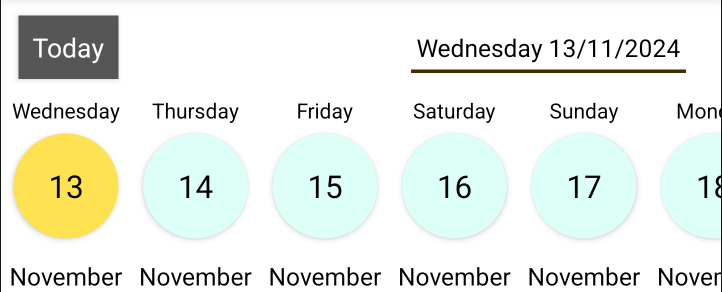 Today
Wednesday 13/11/2024
Wednesday Thursday Friday Saturday Sunday
13 14 15 16 17
November November November November November